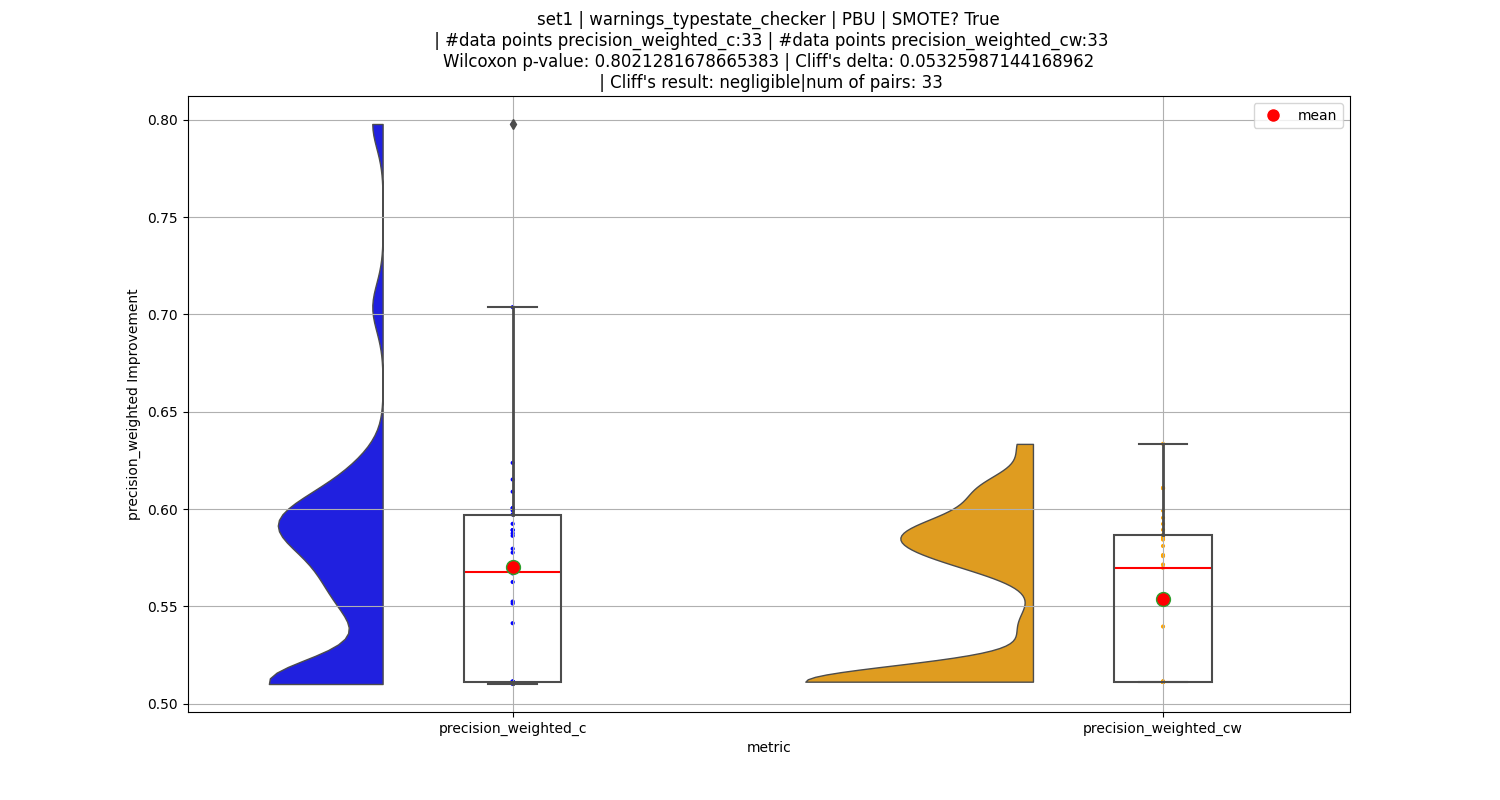 set1 | warnings_typestate_checker | PBU | SMOTE? True
| #data points precision_weighted_c:33 | #data points precision_weighted_cw:33
Wilcoxon p-value: 0.8021281678665383 | Cliff's delta: 0.05325987144168962
| Cliff's result: negligible|num of pairs: 33
mean
0.80
0.75
0.70
0.65
0.60
0.55
0.50
precision_weighted Improvement
precision_weighted_c
precision_weighted_cw
metric